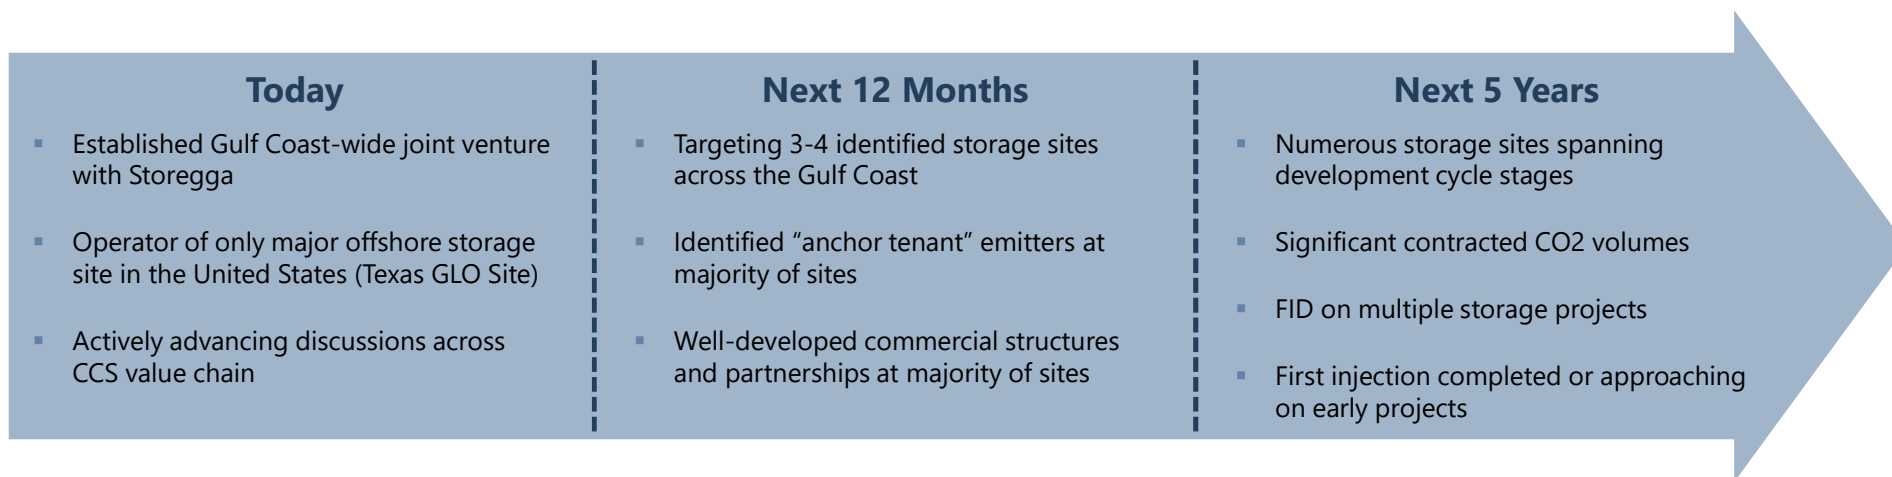 Today
▪ Established Gulf Coast-wide joint venture
with Storegga
▪ Operator of only major offshore storage
site in the United States (Texas GLO Site)
▪ Actively advancing discussions across
CCS value chain
Next 12 Months
▪ Targeting 3-4 identified storage sites
across the Gulf Coast
▪ Identified “anchor tenant” emitters at
majority of sites
▪ Well-developed commercial structures
and partnerships at majority of sites
Next 5 Years
▪ Numerous storage sites spanning
development cycle stages
▪ Significant contracted CO2 volumes
▪ FID on multiple storage projects
▪ First injection completed or approaching
on early projects